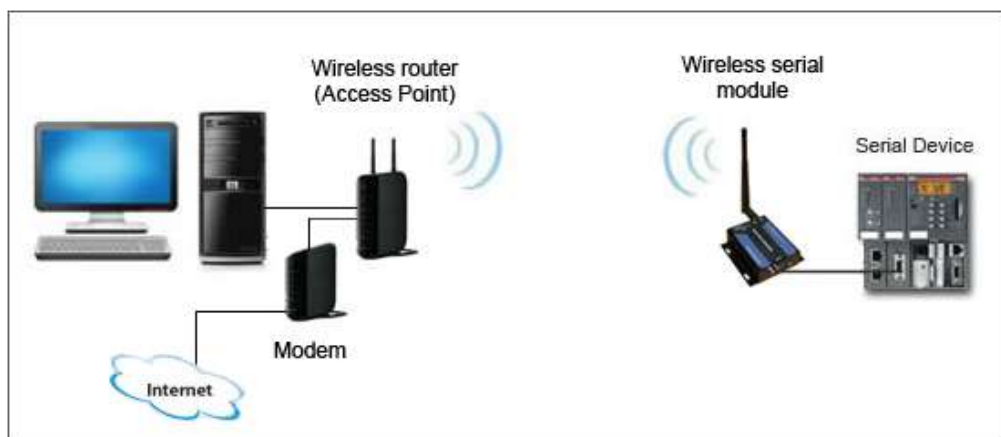 Wireless router
(Access Point)
Wireless serial
module
Serial Device
Modem
Internet